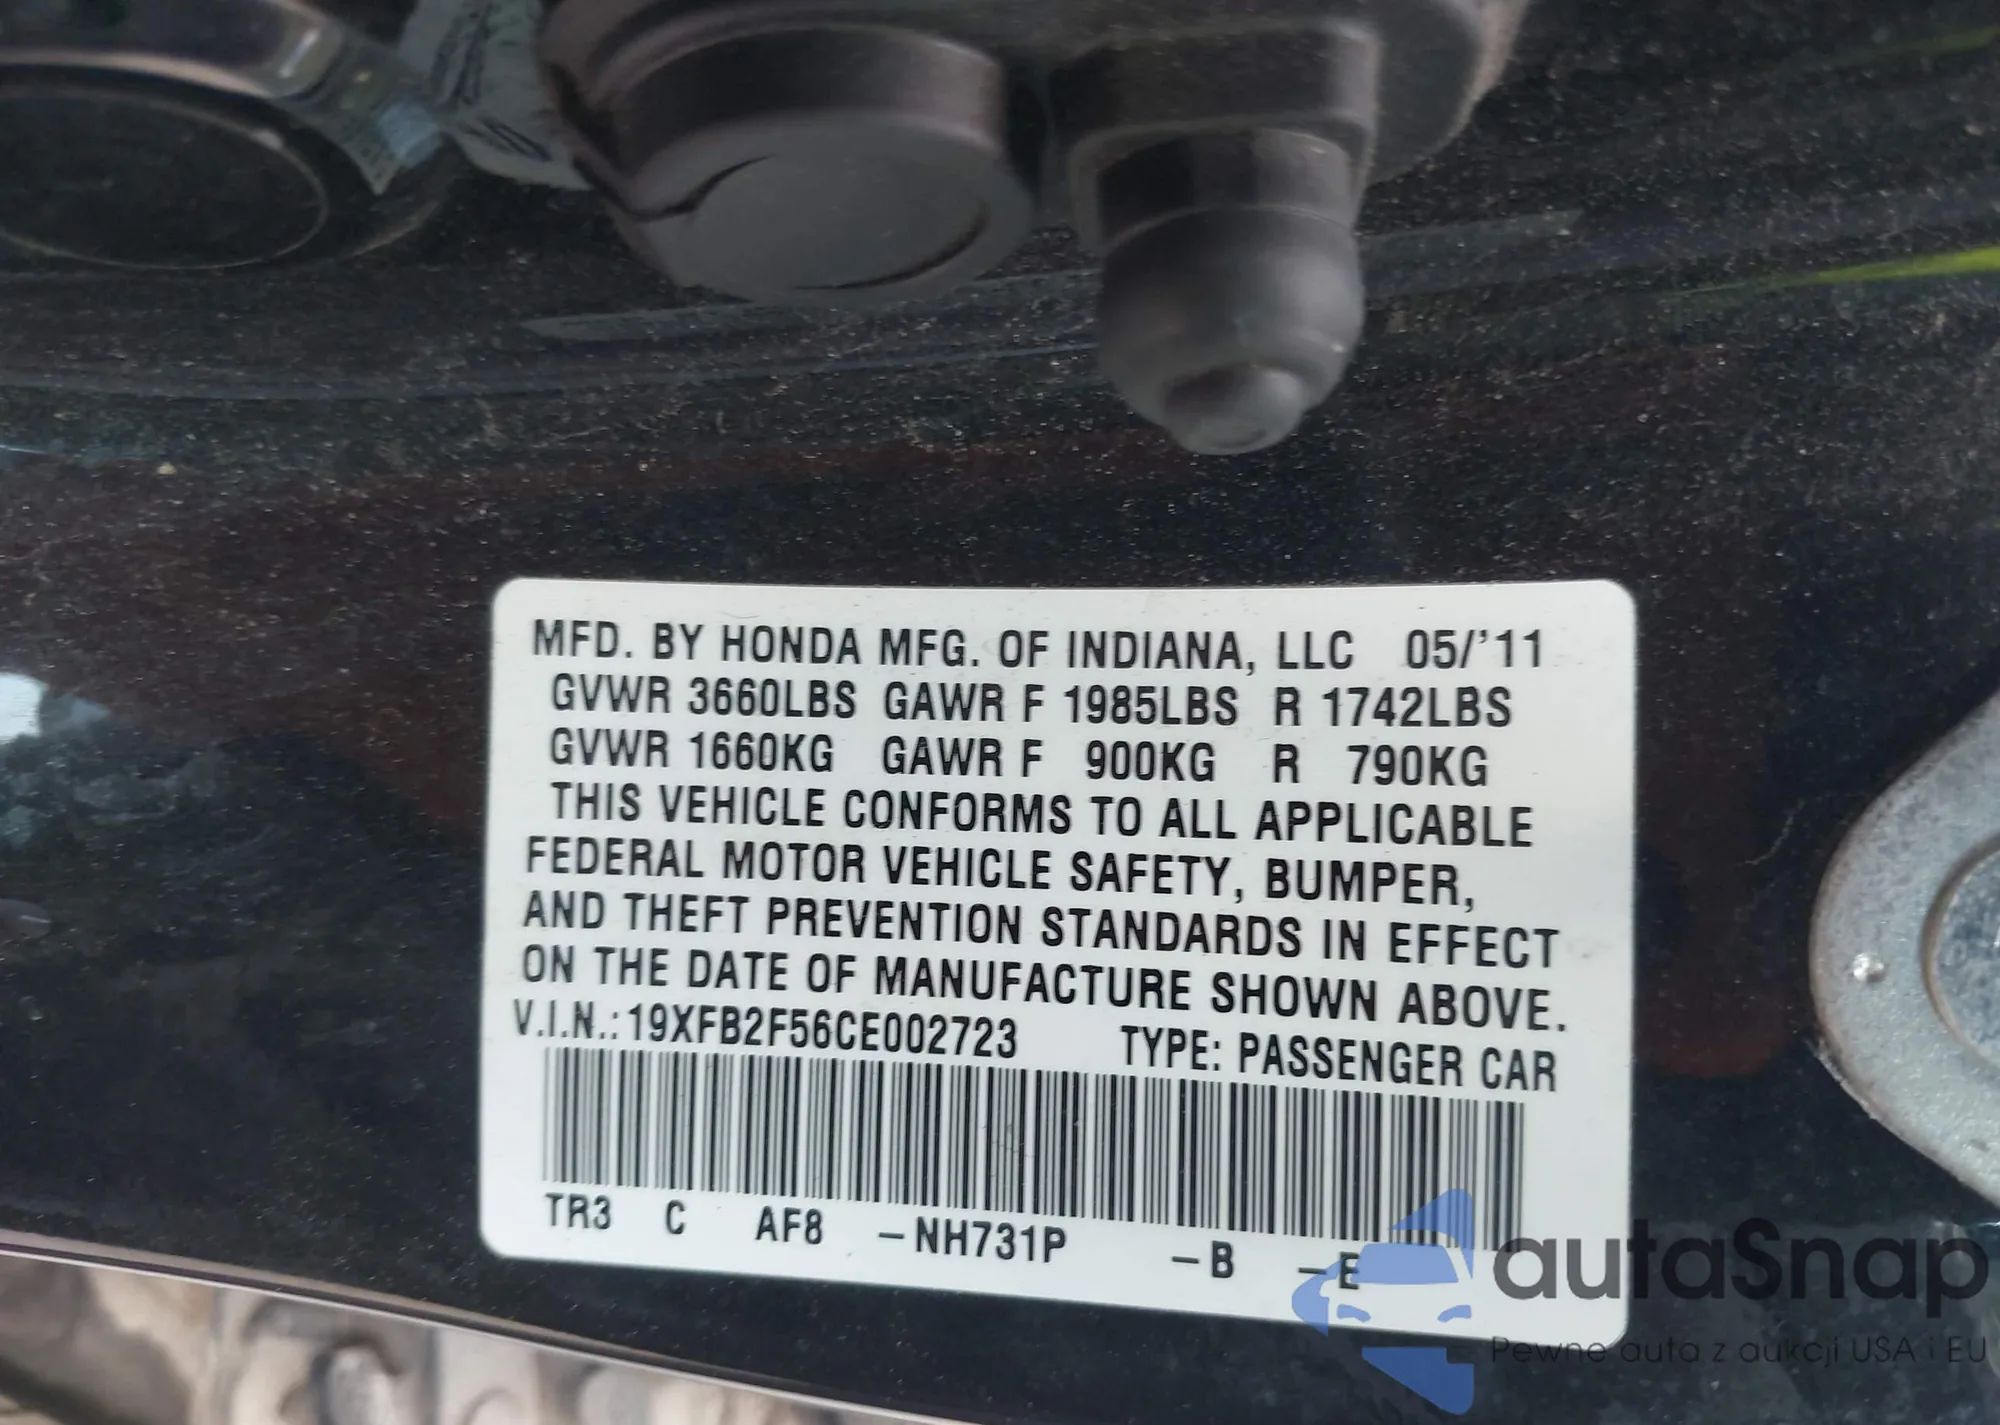 MFD. BY HONDA MFG. OF INDIANA, LLC 05/'11
GVWR 3660LBS GAWR F 1985LBS R 1742LBS
GVWR 1660KG GAWR F 900KG R 790KG
THIS VEHICLE CONFORMS TO ALL APPLICABLE
FEDERAL MOTOR VEHICLE SAFETY, BUMPER,
AND THEFT PREVENTION STANDARDS IN EFFECT
ON THE DATE OF MANUFACTURE SHOWN ABOVE.
V.I.N.:19XFB2F56CE002723 TYPE: PASSENGER CAR
TR3 C AF8 –NH731P –B –E
autaSnap
Pewne auta z aukcji USA i EU